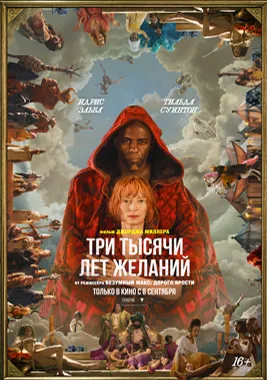 ИДРИС ЭЛЬБА
ТИЛЬДА СУИНТОН
ФИЛЬМ ДЖОРДЖА МИЛЛЕРА
ТРИ ТЫСЯЧИ
ЛЕТ ЖЕЛАНИЙ
ОТ РЕЖИССЁРА БЕЗУМНЫЙ МАКС: ДОРОГА ЯРОСТИ
ТОЛЬКО В КИНО С 8 СЕНТЯБРЯ
16+